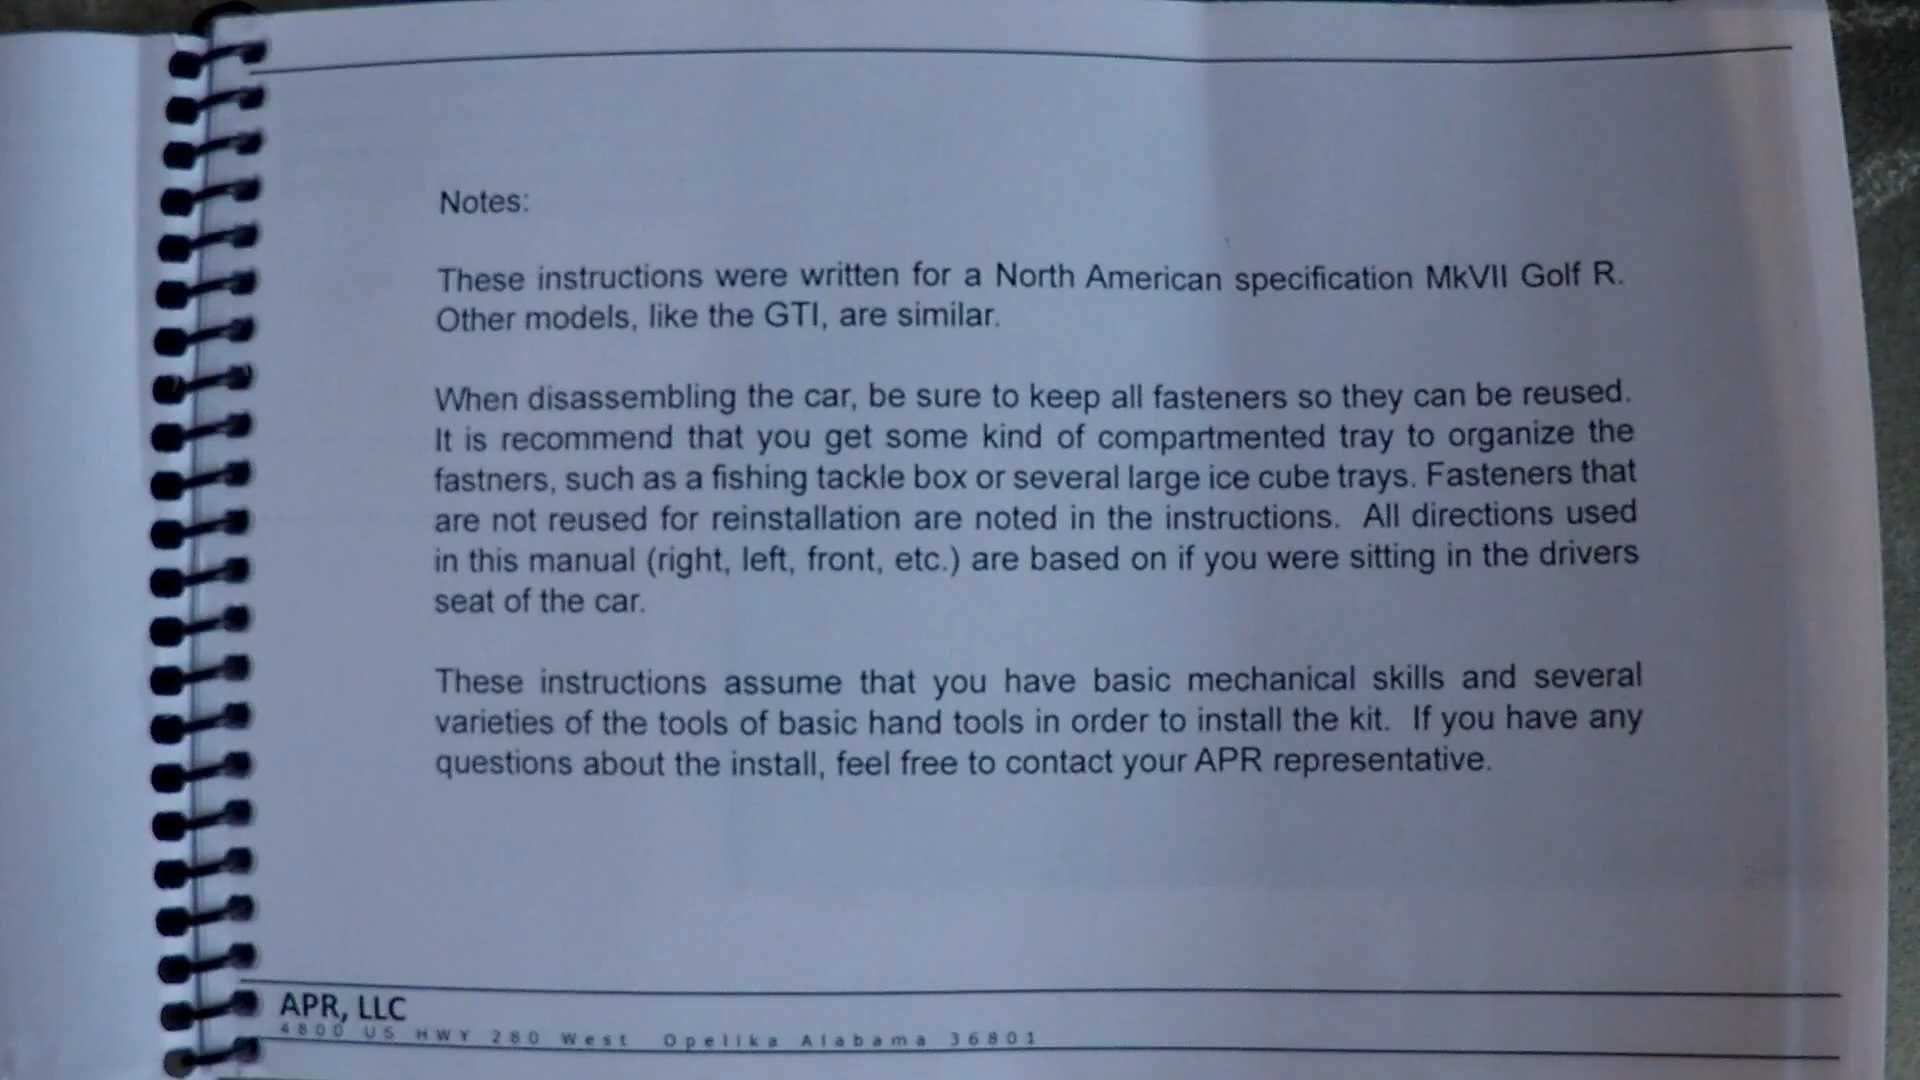 Notes:
These instructions were written for a North American specification MkVII Golf R.
Other models, like the GTI, are similar.
When disassembling the car, be sure to keep all fasteners so they can be reused.
It is recommend that you get some kind of compartmented tray to organize the
fastners, such as a fishing tackle box or several large ice cube trays. Fasteners that
are not reused for reinstallation are noted in the instructions. All directions used
in this manual (right, left, front, etc.) are based on if you were sitting in the drivers
seat of the car.
These instructions assume that you have basic mechanical skills and several
varieties of the tools of basic hand tools in order to install the kit. If you have any
questions about the install, feel free to contact your APR representative.
APR, LLC
4800 US HWY 280 West Opelika Alabama 36801